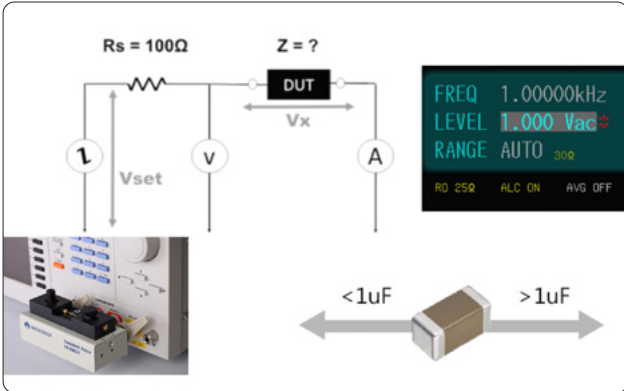 Rs = 100Ω
Z = ?
DUT
Vx
Vset
v
A
FREQ 1.00000kHz
LEVEL 1.000 Vac
RANGE AUTO 30Ω
RO 25Ω ALC ON AVG OFF
<1uF
>1uF